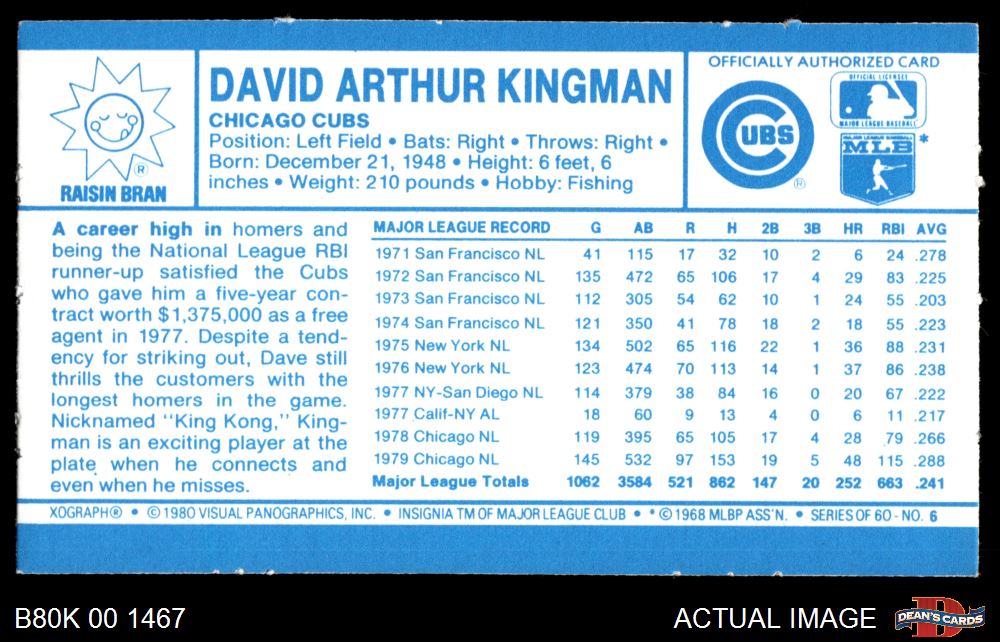 RAISIN BRAN
®
DAVID ARTHUR KINGMAN
CHICAGO CUBS
Position: Left Field • Bats: Right • Throws: Right •
Born: December 21, 1948 • Height: 6 feet, 6
inches • Weight: 210 pounds • Hobby: Fishing
OFFICIALLY AUTHORIZED CARD
CUBS
®
OFFICIAL LICENSEE
MAJOR LEAGUE BASEBALL
MAJOR LEAGUE BASEBALL
MLB *
A career high in homers and
being the National League RBI
runner-up satisfied the Cubs
who gave him a five-year con-
tract worth $1,375,000 as a free
agent in 1977. Despite a tend-
ency for striking out, Dave still
thrills the customers with the
longest homers in the game.
Nicknamed "King Kong," King-
man is an exciting player at the
plate when he connects and
even when he misses.
MAJOR LEAGUE RECORD G AB R H 2B 3B HR RBI AVG
1971 San Francisco NL 41 115 17 32 10 2 6 24 .278
1972 San Francisco NL 135 472 65 106 17 4 29 83 .225
1973 San Francisco NL 112 305 54 62 10 1 24 55 .203
1974 San Francisco NL 121 350 41 78 18 2 18 55 .223
1975 New York NL 134 502 65 116 22 1 36 88 .231
1976 New York NL 123 474 70 113 14 1 37 86 .238
1977 NY-San Diego NL 114 379 38 84 16 0 20 67 .222
1977 Calif-NY AL 18 60 9 13 4 0 6 11 .217
1978 Chicago NL 119 395 65 105 17 4 28 79 .266
1979 Chicago NL 145 532 97 153 19 5 48 115 .288
Major League Totals 1062 3584 521 862 147 20 252 663 .241
XOGRAPH® • © 1980 VISUAL PANOGRAPHICS, INC. • INSIGNIA TM OF MAJOR LEAGUE CLUB • * © 1968 MLBP ASS'N. • SERIES OF 60 - NO. 6
B80K 00 1467
ACTUAL IMAGE
D
DEAN'S CARDS